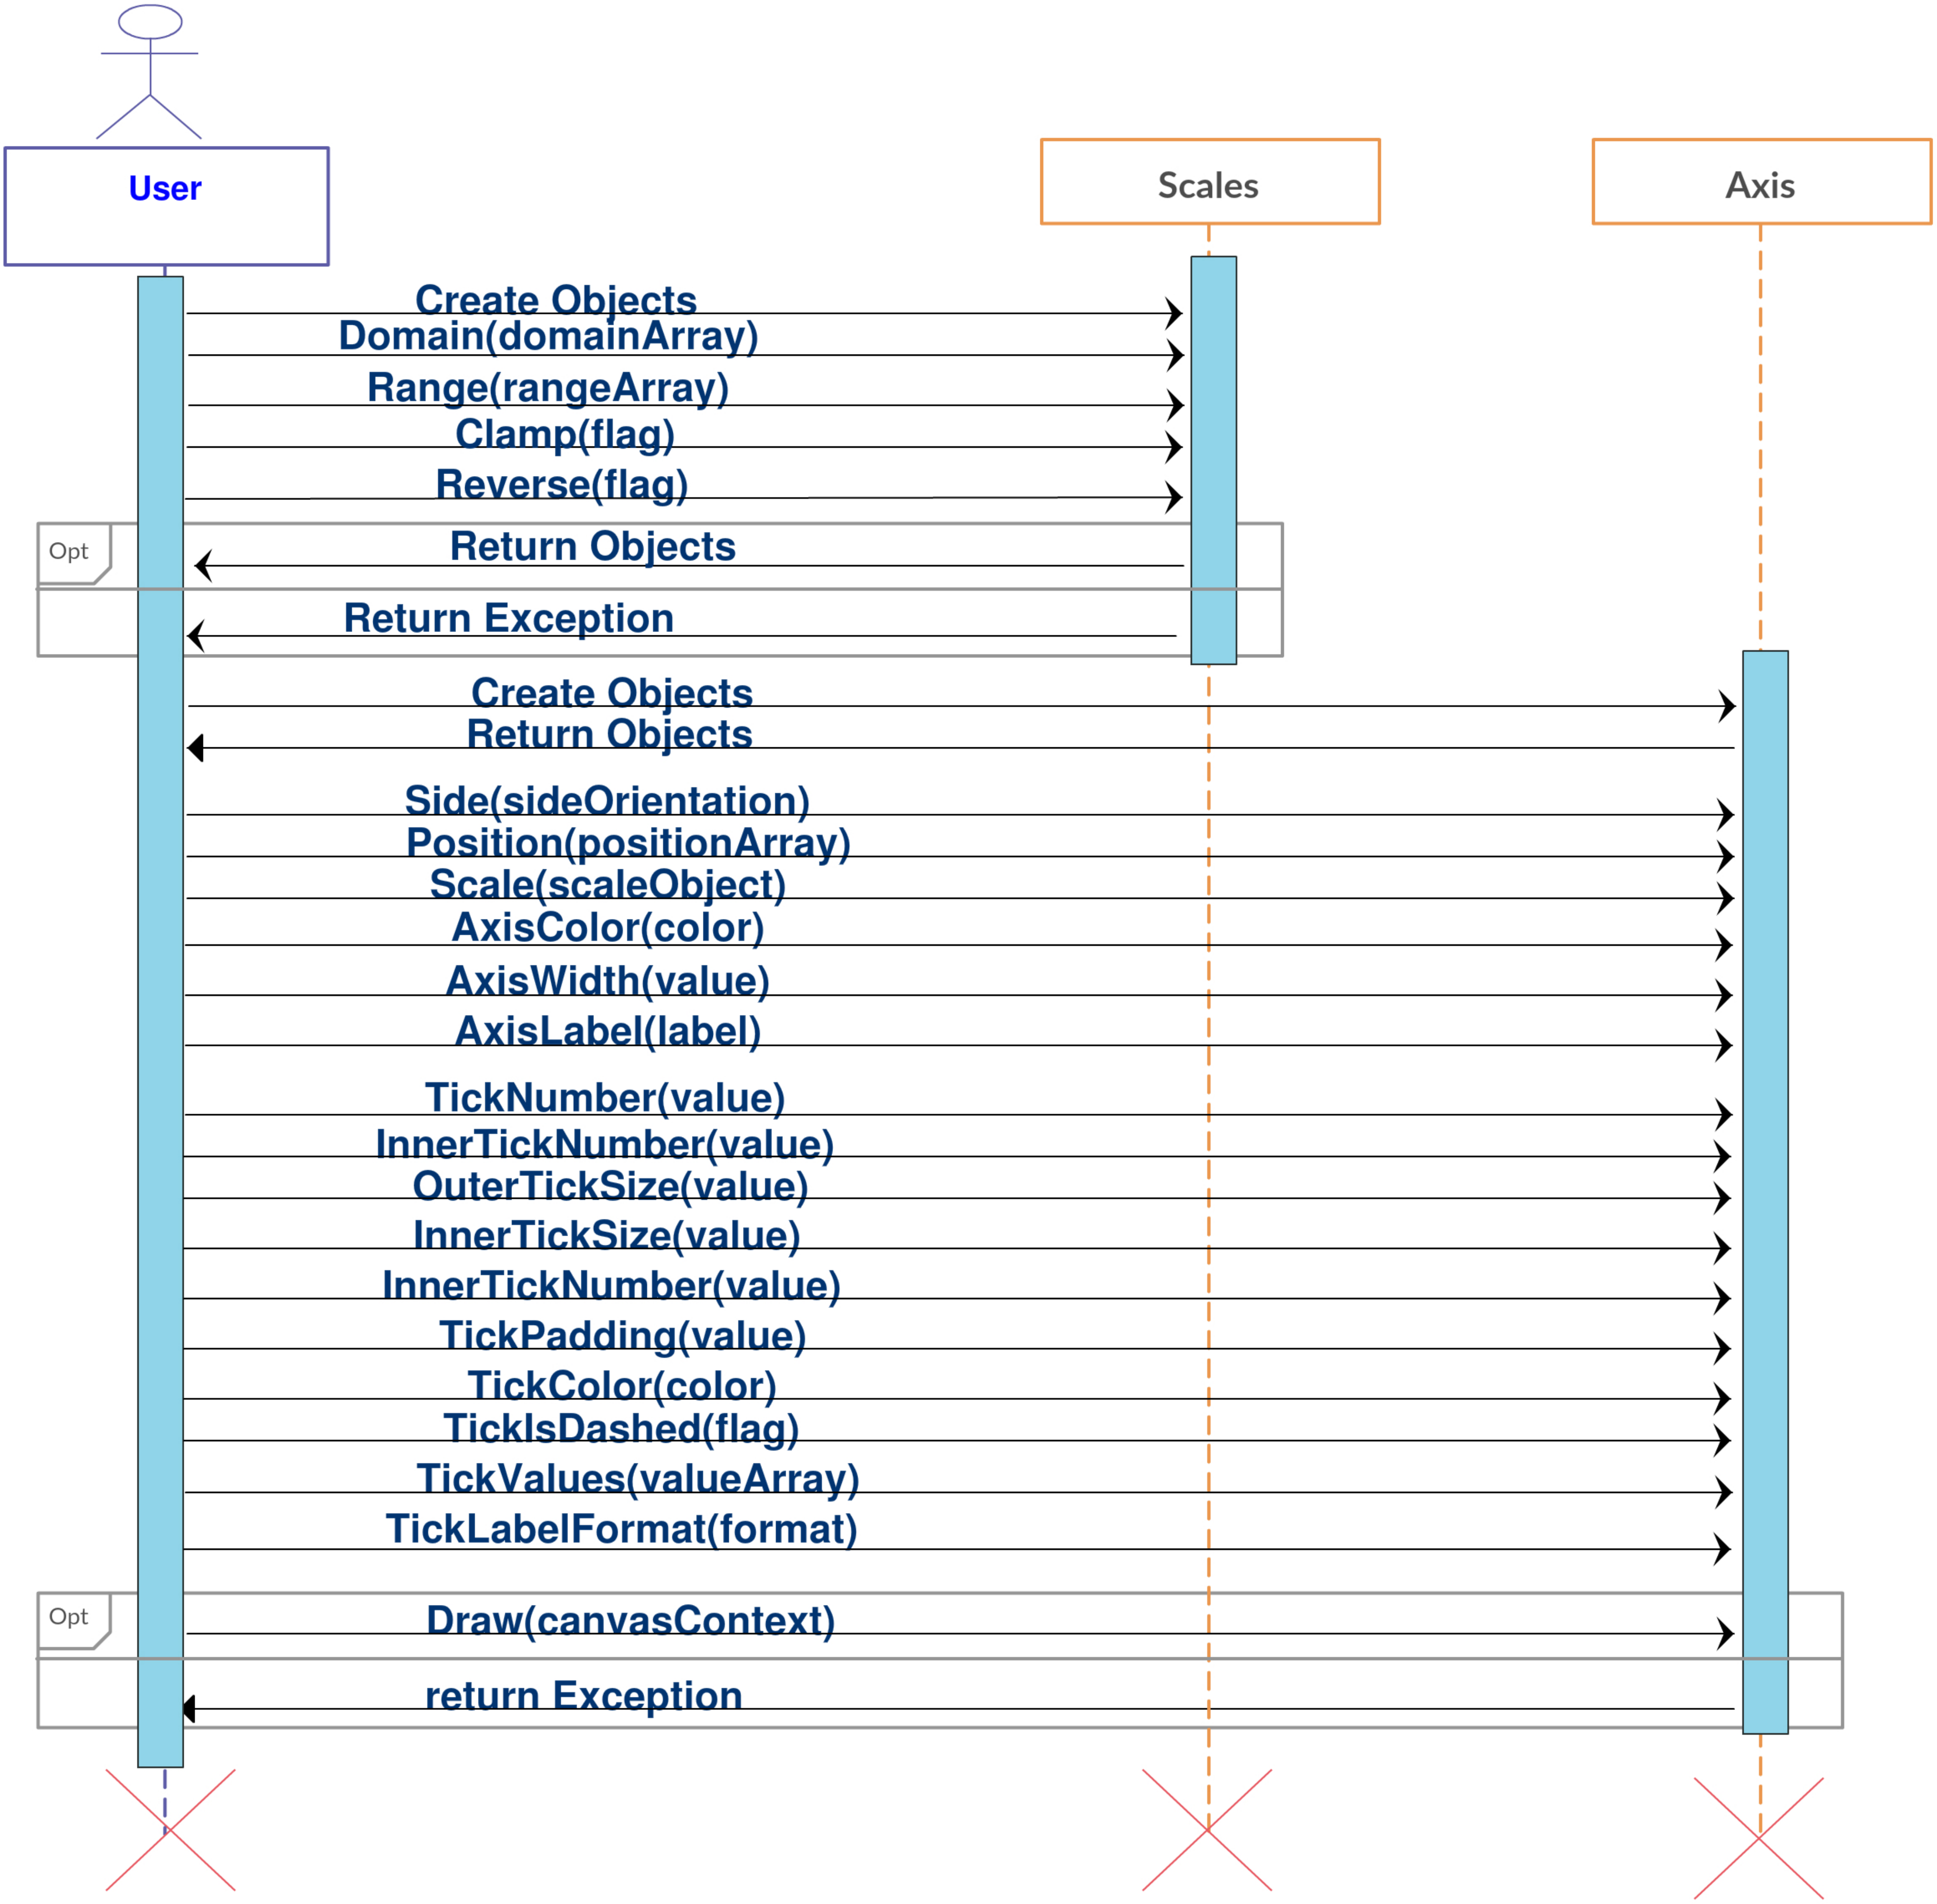 User
Scales
Axis
Create Objects
Domain(domainArray)
Range(rangeArray)
Clamp(flag)
Reverse(flag)
Opt
Return Objects
Return Exception
Create Objects
Return Objects
Side(sideOrientation)
Position(positionArray)
Scale(scaleObject)
AxisColor(color)
AxisWidth(value)
AxisLabel(label)
TickNumber(value)
InnerTickNumber(value)
OuterTickSize(value)
InnerTickSize(value)
InnerTickNumber(value)
TickPadding(value)
TickColor(color)
TickIsDashed(flag)
TickValues(valueArray)
TickLabelFormat(format)
Opt
Draw(canvasContext)
return Exception